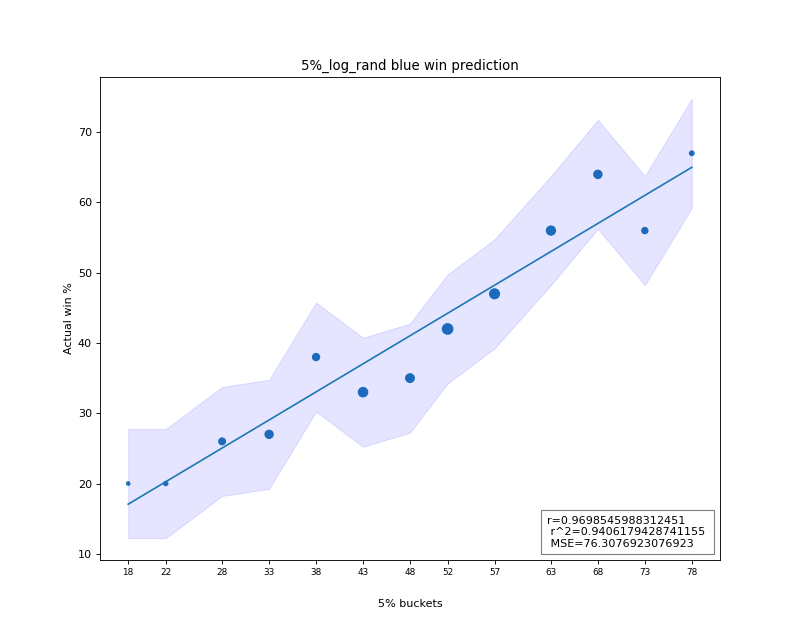 5%_log_rand blue win prediction
70
60
50
40
30
20
10
Actual win %
r=0.9698545988312451
r^2=0.9406179428741155
MSE=76.3076923076923
18 22 28 33 38 43 48 52 57 63 68 73 78
5% buckets